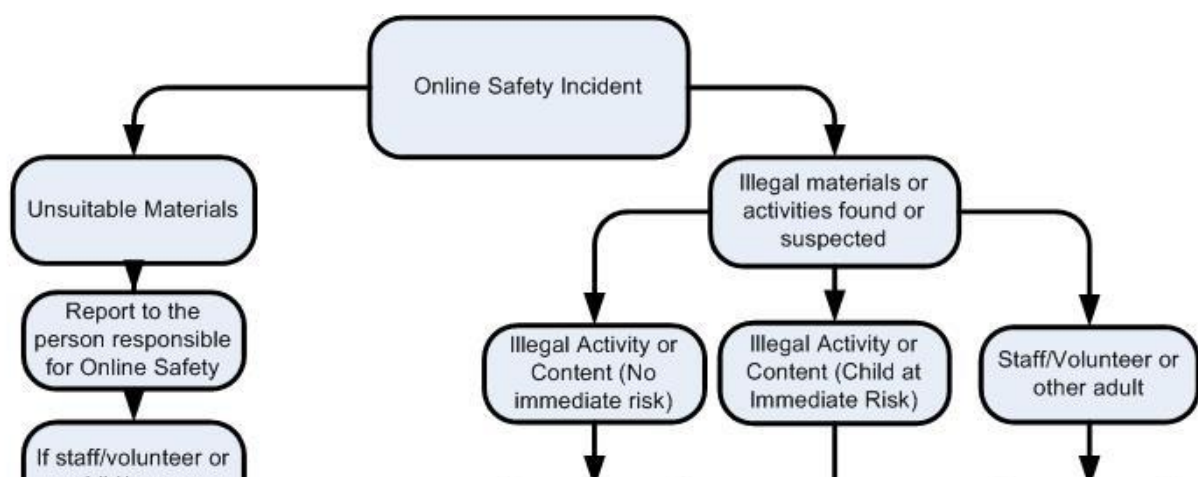 Online Safety Incident
Unsuitable Materials
Illegal materials or
activities found or
suspected
Report to the
person responsible
for Online Safety
Illegal Activity or
Content (No
immediate risk)
Illegal Activity or
Content (Child at
Immediate Risk)
Staff/Volunteer or
other adult
If staff/volunteer or